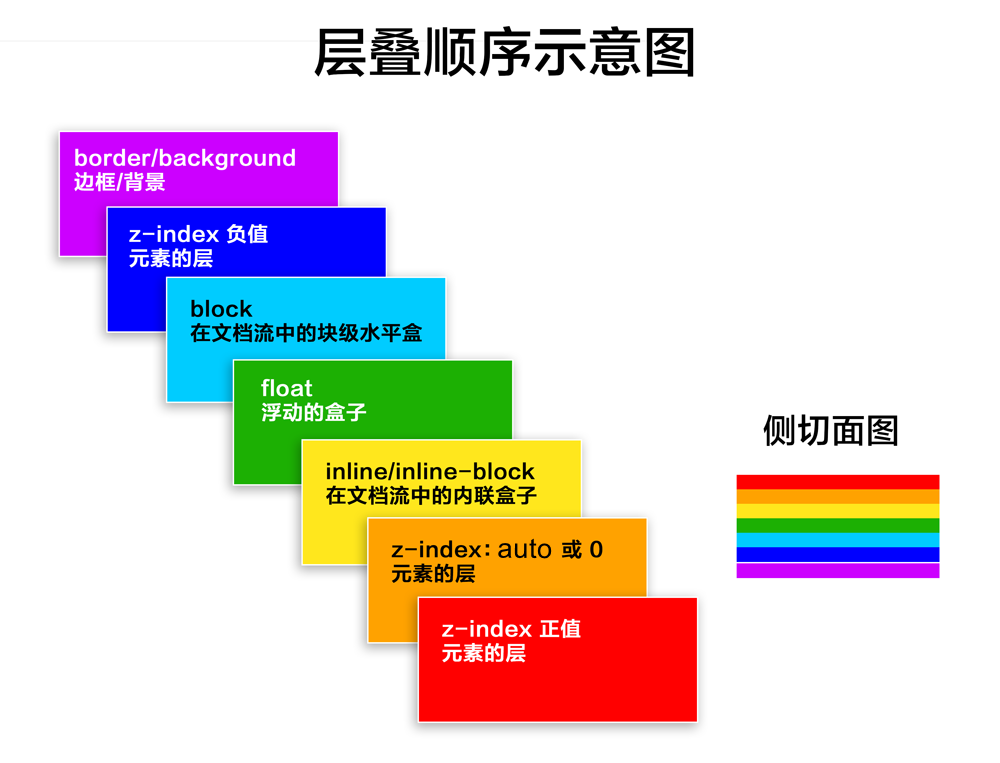 层叠顺序示意图
border/background
边框/背景
z-index 负值
元素的层
block
在文档流中的块级水平盒
float
浮动的盒子
inline/inline-block
在文档流中的内联盒子
z-index: auto 或 0
元素的层
z-index 正值
元素的层
侧切面图